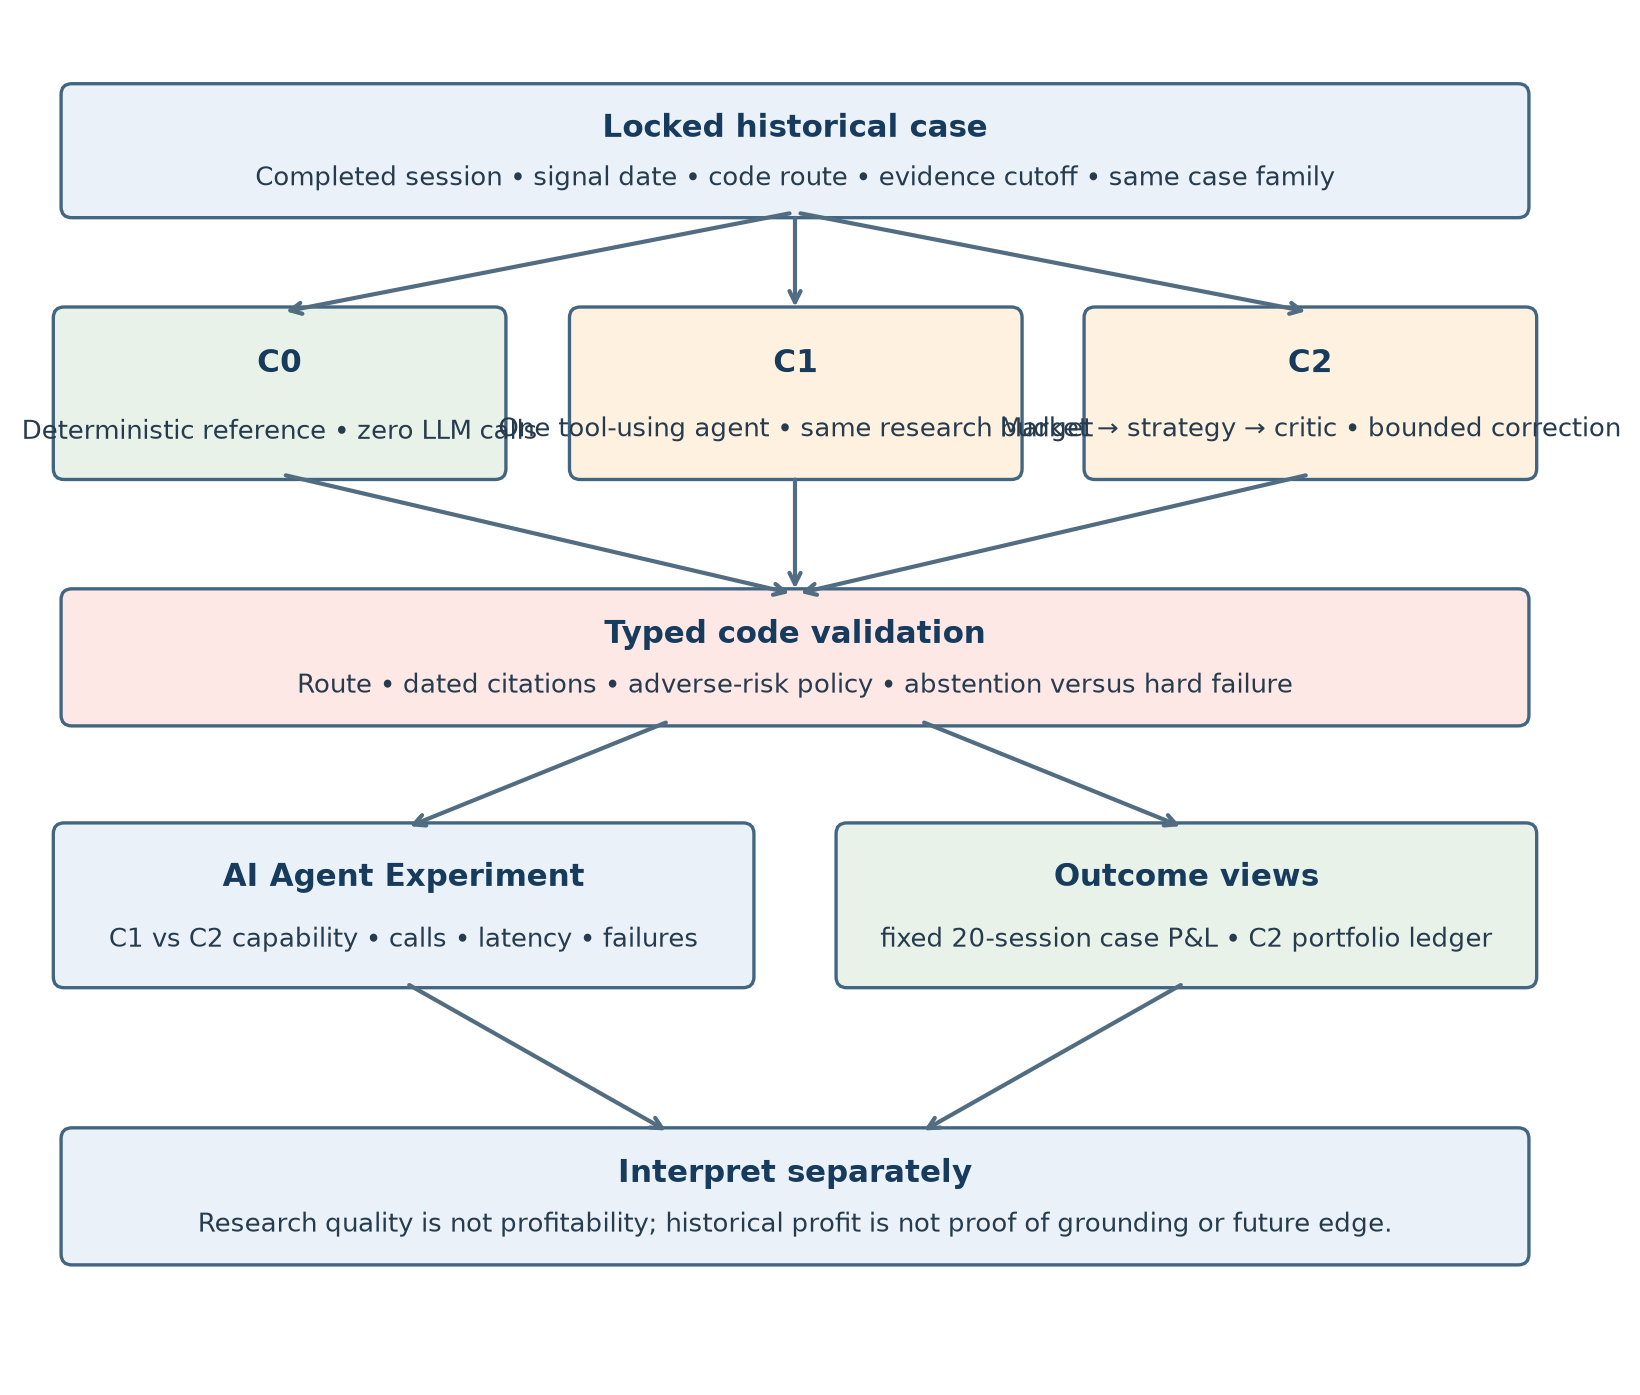 Locked historical case
Completed session • signal date • code route • evidence cutoff • same case family
C0
C1
C2
Deterministic reference • zero LLM calls
One tool-using agent • same research budget
Market → strategy → critic • bounded correction
Typed code validation
Route • dated citations • adverse-risk policy • abstention versus hard failure
AI Agent Experiment
Outcome views
C1 vs C2 capability • calls • latency • failures
fixed 20-session case P&L • C2 portfolio ledger
Interpret separately
Research quality is not profitability; historical profit is not proof of grounding or future edge.